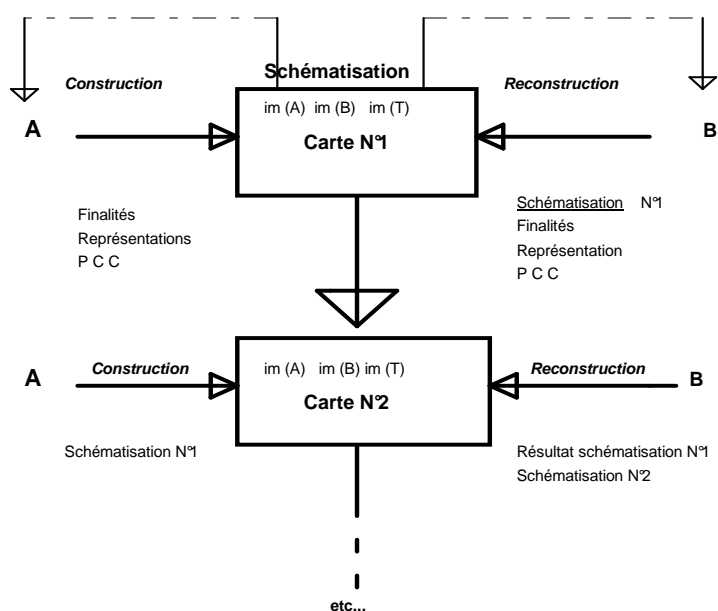 Schématisation
Construction
Reconstruction
im (A) im (B) im (T)
A
Carte N°1
B
Finalités
Représentations
P C C
Schématisation N°1
Finalités
Représentation
P C C
Construction
Reconstruction
im (A) im (B) im (T)
A
Carte N°2
B
Schématisation N°1
Résultat schématisation N°1
Schématisation N°2
etc...